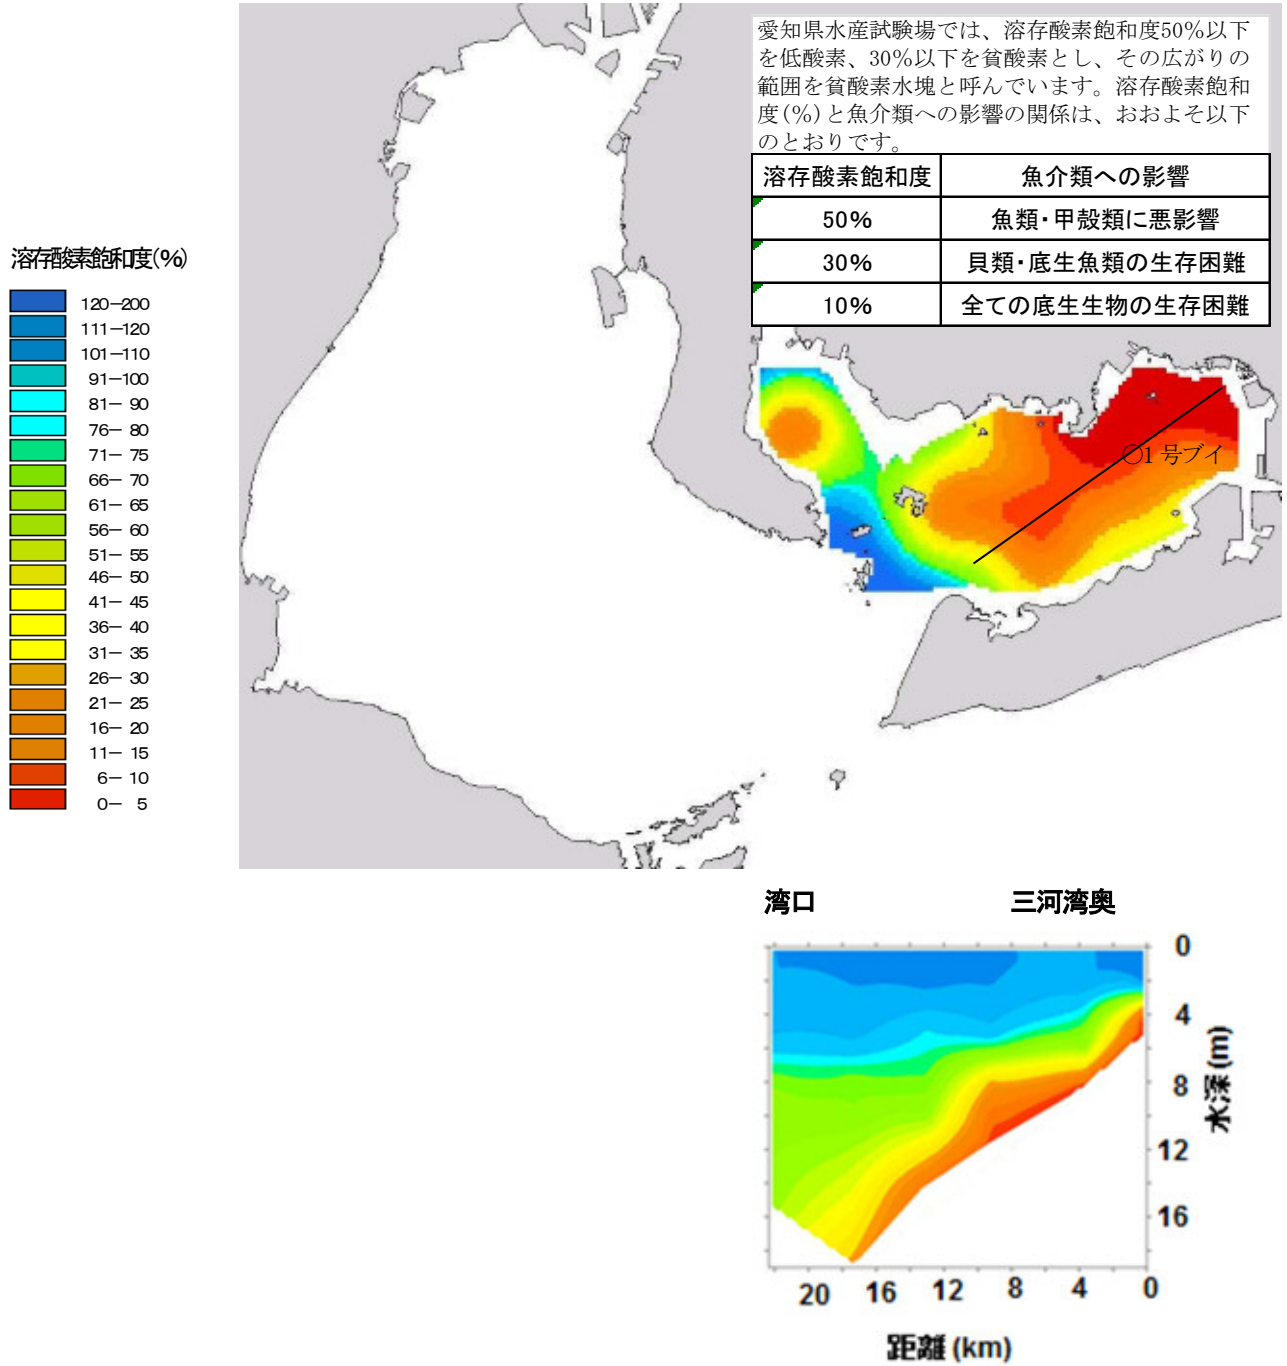 愛知県水産試験場では、溶存酸素飽和度50%以下
を低酸素、30%以下を貧酸素とし、その広がりの
範囲を貧酸素水塊と呼んでいます。溶存酸素飽和
度(%)と魚介類への影響の関係は、おおよそ以下
のとおりです。
溶存酸素飽和度 魚介類への影響
50% 魚類・甲殻類に悪影響
30% 貝類・底生魚類の生存困難
10% 全ての底生生物の生存困難
溶存酸素飽和度(%)
120-200
111-120
101-110
91-100
81- 90
76- 80
71- 75
66- 70
61- 65
56- 60
51- 55
46- 50
41- 45
36- 40
31- 35
26- 30
21- 25
16- 20
11- 15
6- 10
0- 5
○1号ブイ
湾口 三河湾奥
0
4
8
12
16
水深(m)
20 16 12 8 4 0
距離(km)